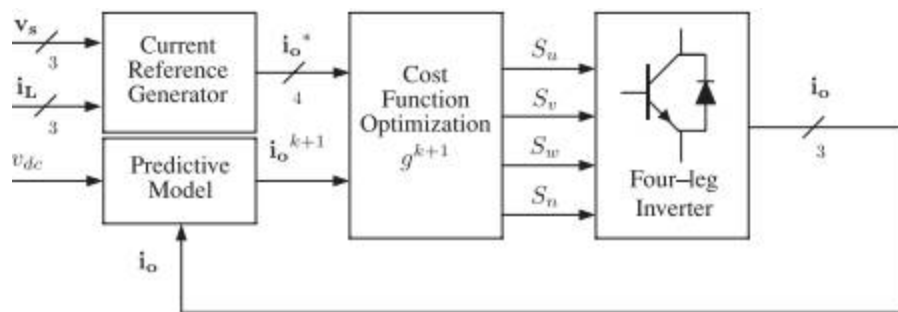 v_s
3
i_L
3
v_dc
Current
Reference
Generator
i_o*
4
Predictive
Model
i_o^{k+1}
i_o
Cost
Function
Optimization
g^{k+1}
S_u
S_v
S_w
S_n
Four–leg
Inverter
i_o
3